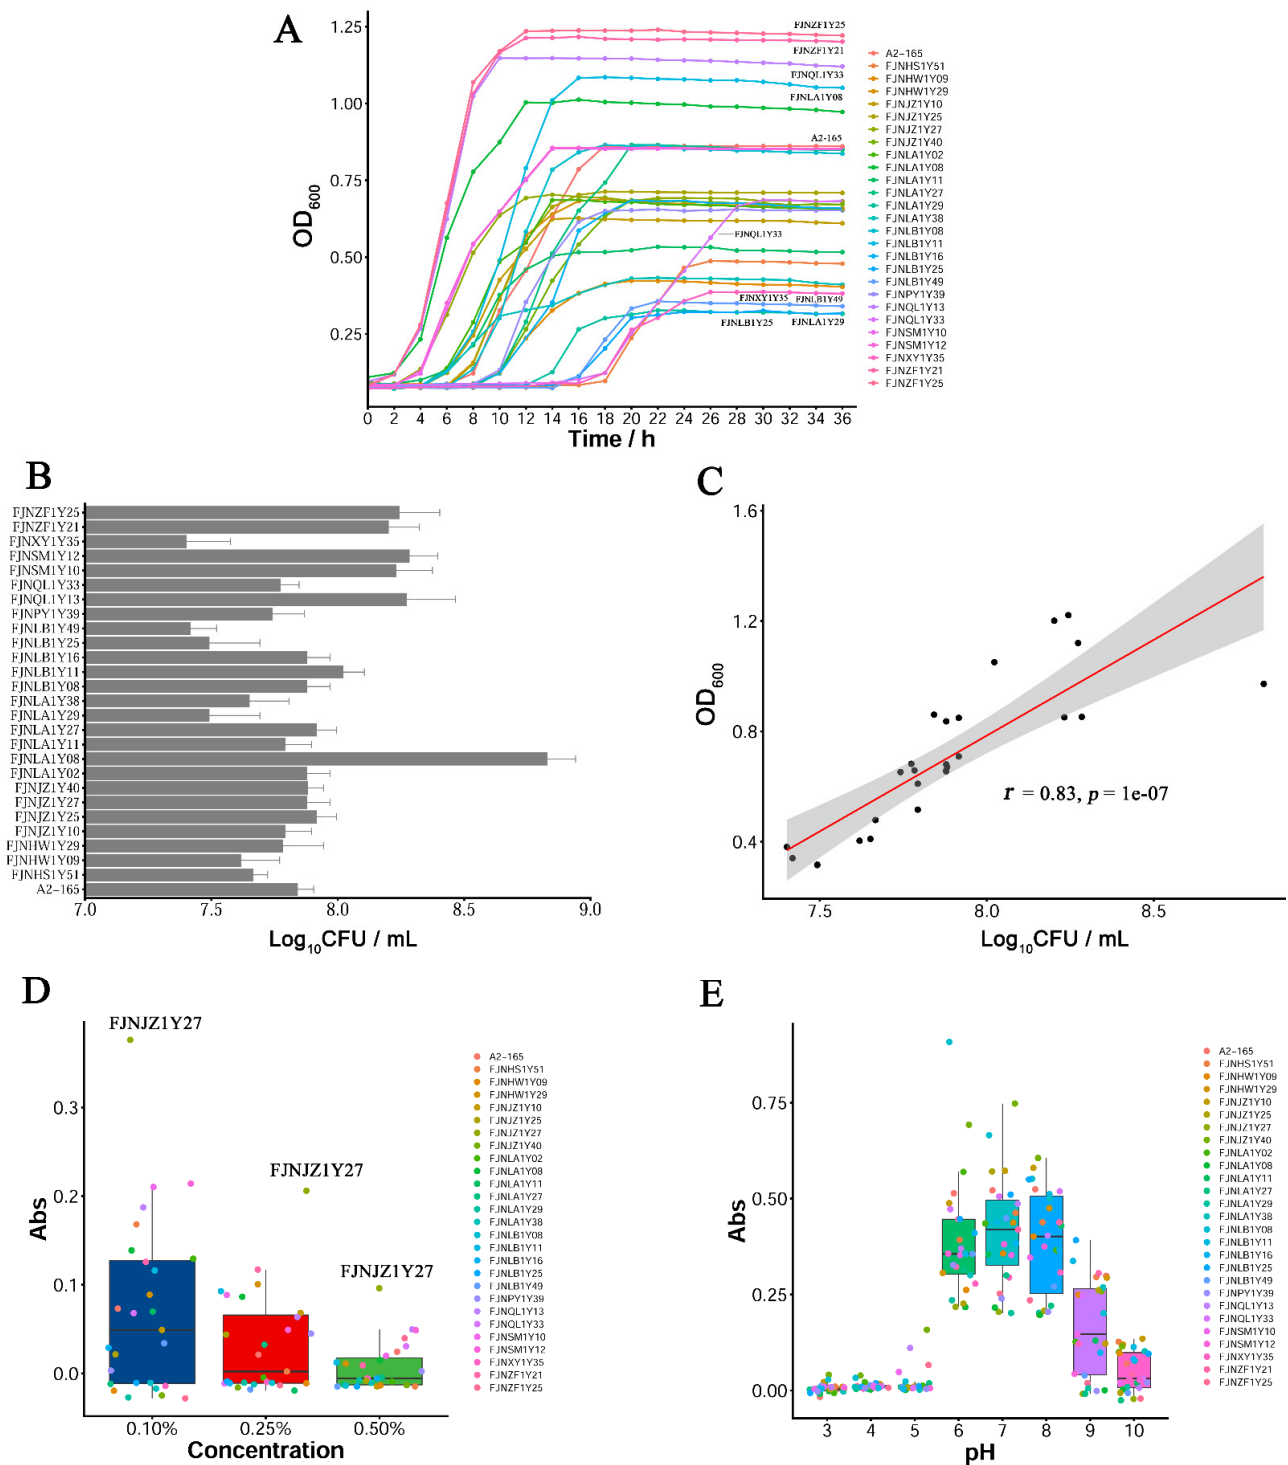 A
OD600
1.25
1.00
0.75
0.50
0.25
0 2 4 6 8 10 12 14 16 18 20 22 24 26 28 30 32 34 36
Time / h
FJNZF1Y25
FJNZF1Y21
FJNQL1Y33
FJNLA1Y08
A2-165
FJNQL1Y33
FJNXY1Y35
FJNLB1Y49
FJNLB1Y25
FJNLA1Y29
A2-165
FJNHS1Y51
FJNHW1Y09
FJNHW1Y29
FJNJZ1Y10
FJNJZ1Y25
FJNJZ1Y27
FJNJZ1Y40
FJNLA1Y02
FJNLA1Y08
FJNLA1Y11
FJNLA1Y27
FJNLA1Y29
FJNLA1Y38
FJNLB1Y08
FJNLB1Y11
FJNLB1Y16
FJNLB1Y25
FJNLB1Y49
FJNPY1Y39
FJNQL1Y13
FJNQL1Y33
FJNSM1Y10
FJNSM1Y12
FJNXY1Y35
FJNZF1Y21
FJNZF1Y25
B
FJNZF1Y25
FJNZF1Y21
FJNXY1Y35
FJNSM1Y12
FJNSM1Y10
FJNQL1Y33
FJNQL1Y13
FJNPY1Y39
FJNLB1Y49
FJNLB1Y25
FJNLB1Y16
FJNLB1Y11
FJNLB1Y08
FJNLA1Y38
FJNLA1Y29
FJNLA1Y27
FJNLA1Y11
FJNLA1Y08
FJNLA1Y02
FJNJZ1Y40
FJNJZ1Y27
FJNJZ1Y25
FJNJZ1Y10
FJNHW1Y29
FJNHW1Y09
FJNHS1Y51
A2-165
7.0 7.5 8.0 8.5 9.0
Log10CFU / mL
C
OD600
1.6
1.2
0.8
0.4
r = 0.83, p = 1e-07
7.5 8.0 8.5
Log10CFU / mL
D
Abs
0.3
0.2
0.1
0.0
FJNJZ1Y27
FJNJZ1Y27
FJNJZ1Y27
0.10% 0.25% 0.50%
Concentration
A2-165
FJNHS1Y51
FJNHW1Y09
FJNHW1Y29
FJNJZ1Y10
FJNJZ1Y25
FJNJZ1Y27
FJNJZ1Y40
FJNLA1Y02
FJNLA1Y08
FJNLA1Y11
FJNLA1Y27
FJNLA1Y29
FJNLA1Y38
FJNLB1Y08
FJNLB1Y11
FJNLB1Y16
FJNLB1Y25
FJNLB1Y49
FJNPY1Y39
FJNQL1Y13
FJNQL1Y33
FJNSM1Y10
FJNSM1Y12
FJNXY1Y35
FJNZF1Y21
FJNZF1Y25
E
Abs
0.75
0.50
0.25
0.00
3 4 5 6 7 8 9 10
pH
A2-165
FJNHS1Y51
FJNHW1Y09
FJNHW1Y29
FJNJZ1Y10
FJNJZ1Y25
FJNJZ1Y27
FJNJZ1Y40
FJNLA1Y02
FJNLA1Y08
FJNLA1Y11
FJNLA1Y27
FJNLA1Y29
FJNLA1Y38
FJNLB1Y08
FJNLB1Y11
FJNLB1Y16
FJNLB1Y25
FJNLB1Y49
FJNPY1Y39
FJNQL1Y13
FJNQL1Y33
FJNSM1Y10
FJNSM1Y12
FJNXY1Y35
FJNZF1Y21
FJNZF1Y25